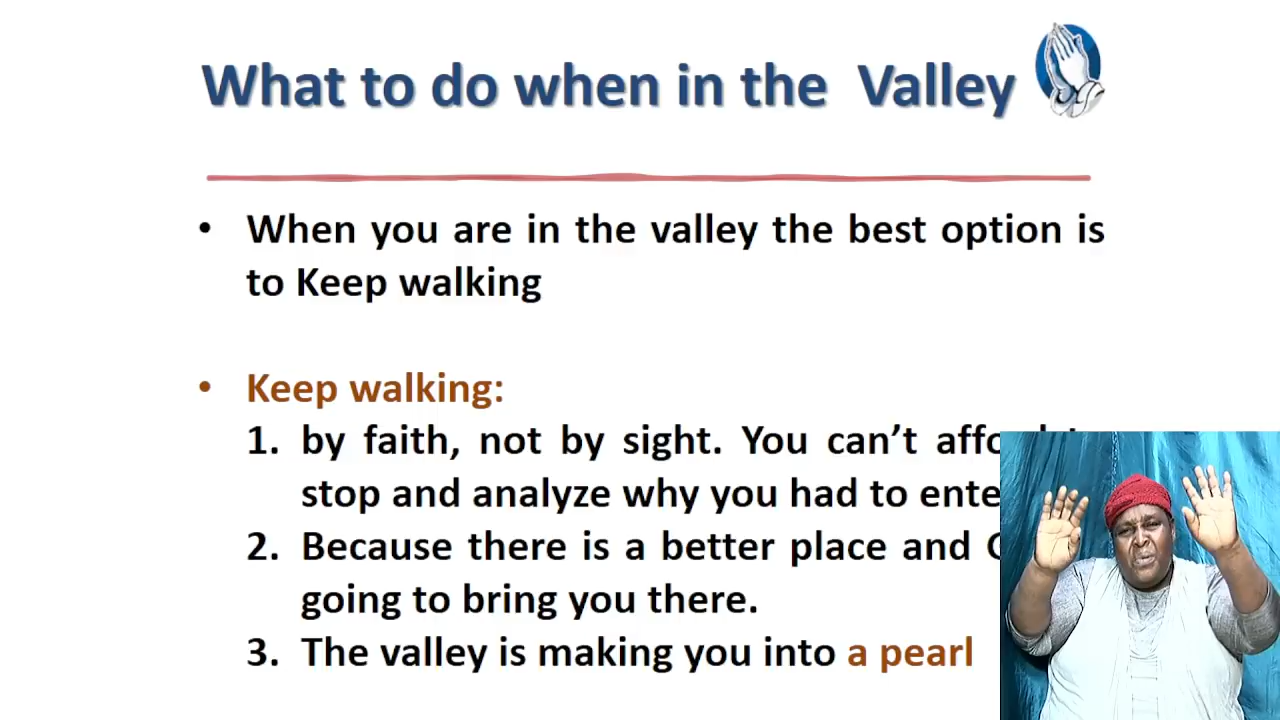 What to do when in the Valley
• When you are in the valley the best option is
to Keep walking
• Keep walking:
1. by faith, not by sight. You can't
stop and analyze why you had to
2. Because there is a better place and
going to bring you there.
3. The valley is making you into a pearl